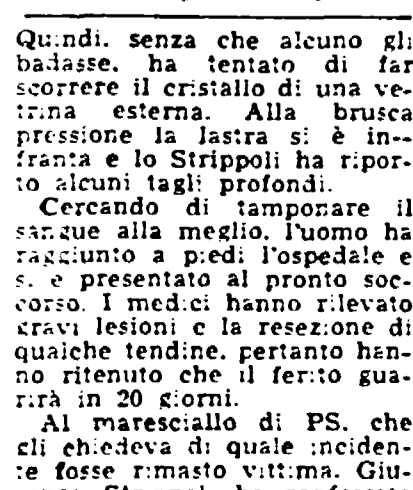 Quindi. senza che alcuno gli
badasse. ha tentato di far
scorrere il cristallo di una ve-
trina esterna. Alla brusca
pressione la lastra si è in-
franta e lo Strippoli ha ripor-
to alcuni tagli profondi.
Cercando di tamponare il
sangue alla meglio. l'uomo ha
raggiunto a piedi l'ospedale e
s. è presentato al pronto soc-
corso. I medici hanno rilevato
gravi lesioni e la resezione di
qualche tendine. pertanto han-
no ritenuto che il ferito gua-
rirà in 20 giorni.
Al maresciallo di PS. che
gli chiedeva di quale inciden-
te fosse rimasto vittima. Giu-